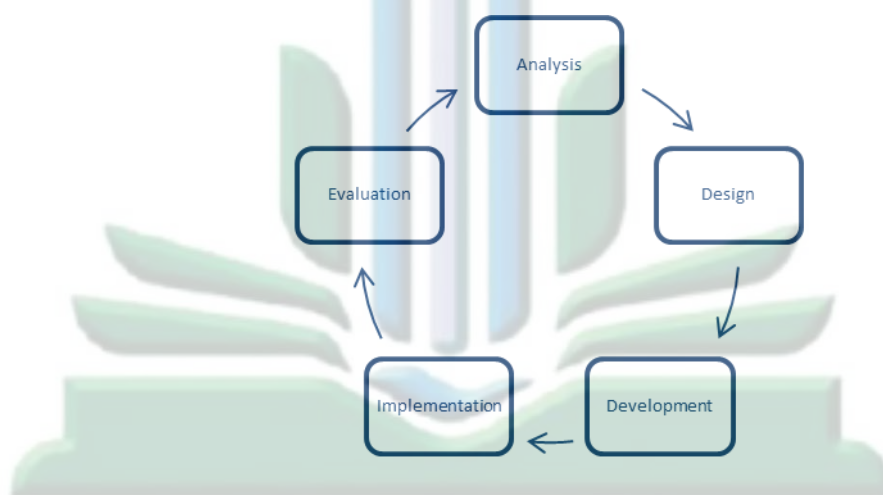 Analysis
Design
Development
Implementation
Evaluation